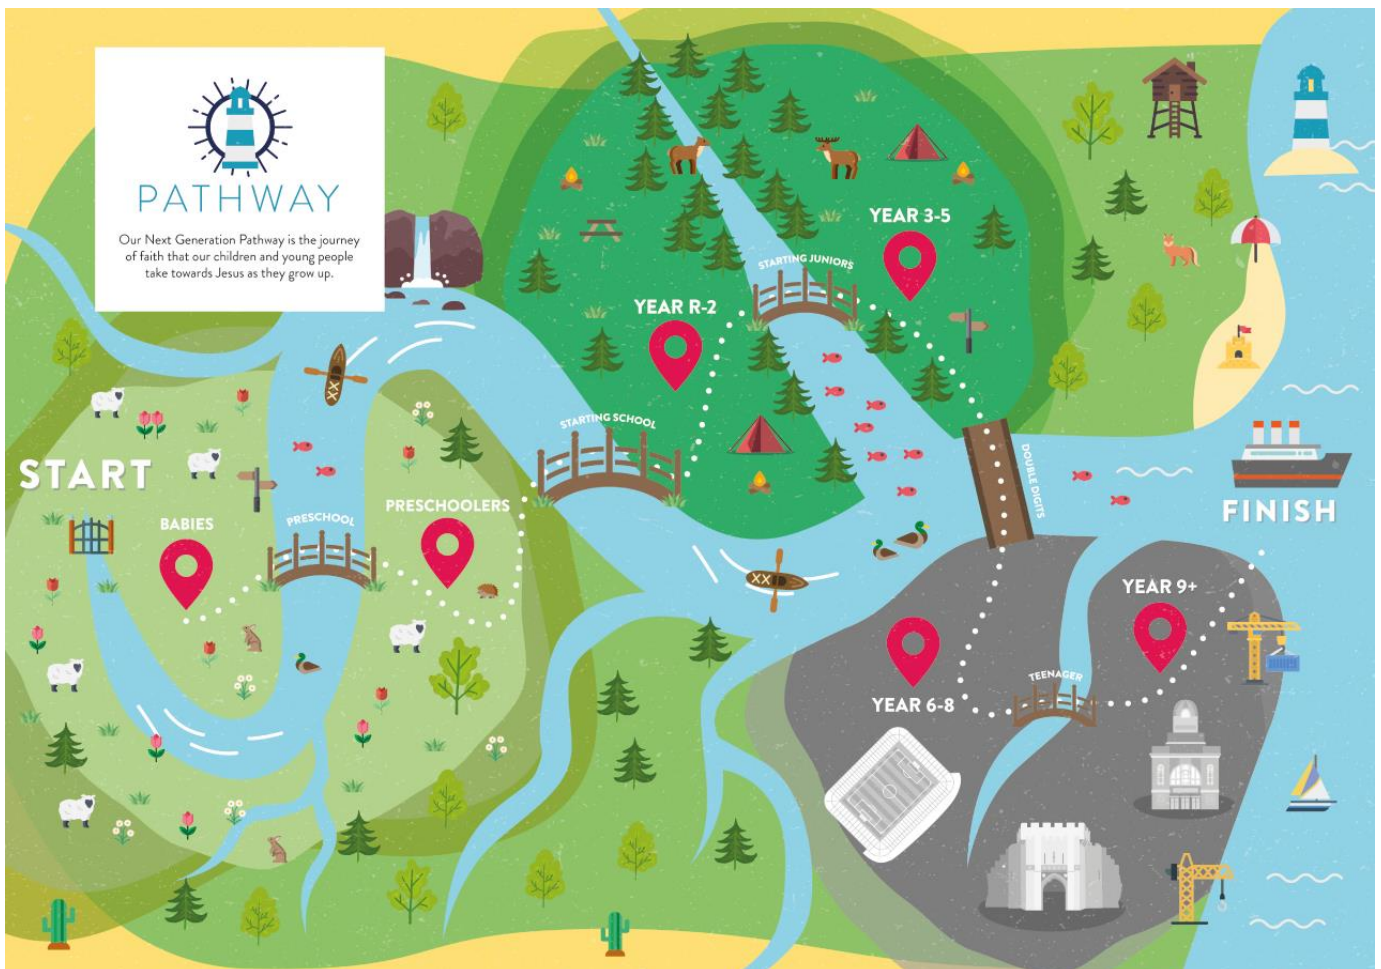 PATHWAY
Our Next Generation Pathway is the journey
of faith that our children and young people
take towards Jesus as they grow up.
YEAR 3-5
STARTING JUNIORS
YEAR R-2
STARTING SCHOOL
START
PRESCHOOLERS
BABIES
PRESCHOOL
DOUBLE DIGITS
FINISH
YEAR 9+
TEENAGER
YEAR 6-8